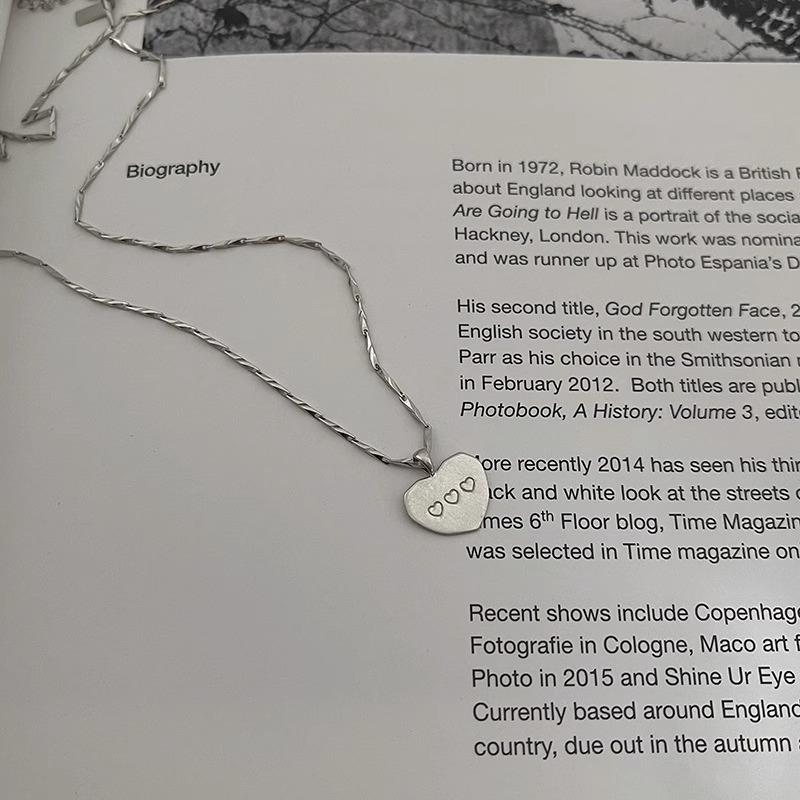 Biography
Born in 1972, Robin Maddock is a British
about England looking at different places
Are Going to Hell is a portrait of the socia
Hackney, London. This work was nomina
and was runner up at Photo Espania's D
His second title, God Forgotten Face, 2
English society in the south western to
Parr as his choice in the Smithsonian
in February 2012. Both titles are publ
Photobook, A History: Volume 3, edit
ore recently 2014 has seen his thir
ck and white look at the streets
mes 6th Floor blog, Time Magazin
was selected in Time magazine on
Recent shows include Copenhage
Fotografie in Cologne, Maco art f
Photo in 2015 and Shine Ur Eye
Currently based around England
country, due out in the autumn